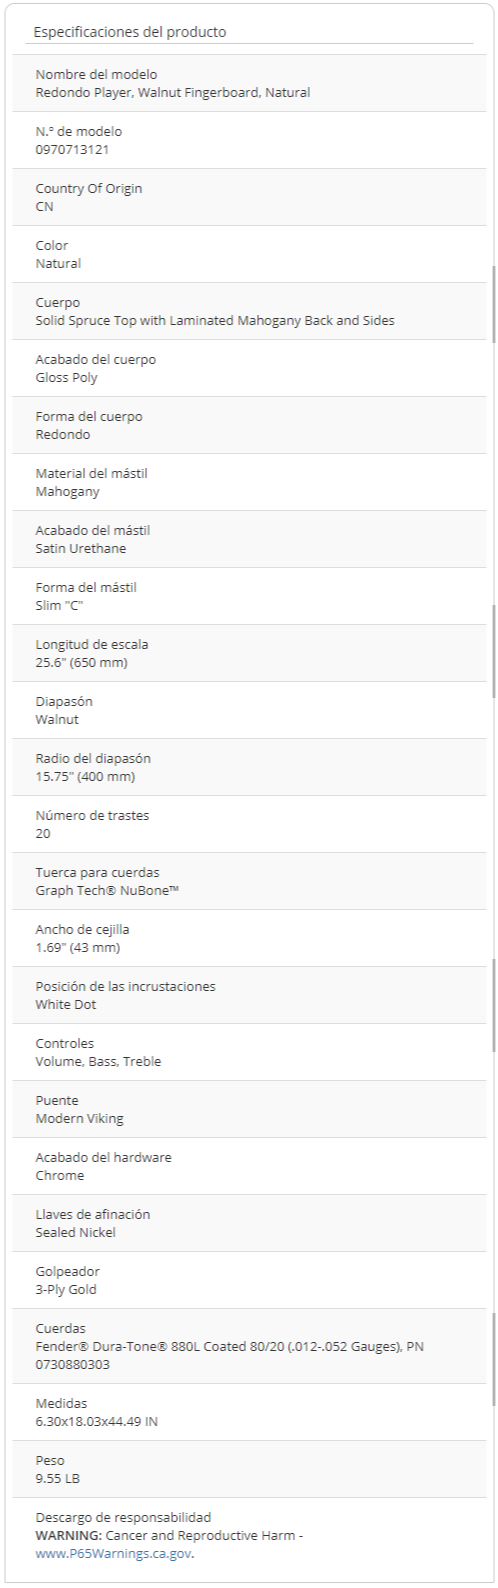 Especificaciones del producto
Nombre del modelo
Redondo Player, Walnut Fingerboard, Natural
N.º de modelo
0970713121
Country Of Origin
CN
Color
Natural
Cuerpo
Solid Spruce Top with Laminated Mahogany Back and Sides
Acabado del cuerpo
Gloss Poly
Forma del cuerpo
Redondo
Material del mástil
Mahogany
Acabado del mástil
Satin Urethane
Forma del mástil
Slim "C"
Longitud de escala
25.6" (650 mm)
Diapasón
Walnut
Radio del diapasón
15.75" (400 mm)
Número de trastes
20
Tuerca para cuerdas
Graph Tech® NuBone™
Ancho de cejilla
1.69" (43 mm)
Posición de las incrustaciones
White Dot
Controles
Volume, Bass, Treble
Puente
Modern Viking
Acabado del hardware
Chrome
Llaves de afinación
Sealed Nickel
Golpeador
3-Ply Gold
Cuerdas
Fender® Dura-Tone® 880L Coated 80/20 (.012-.052 Gauges), PN
0730880303
Medidas
6.30x18.03x44.49 IN
Peso
9.55 LB
Descargo de responsabilidad
WARNING: Cancer and Reproductive Harm -
www.P65Warnings.ca.gov.